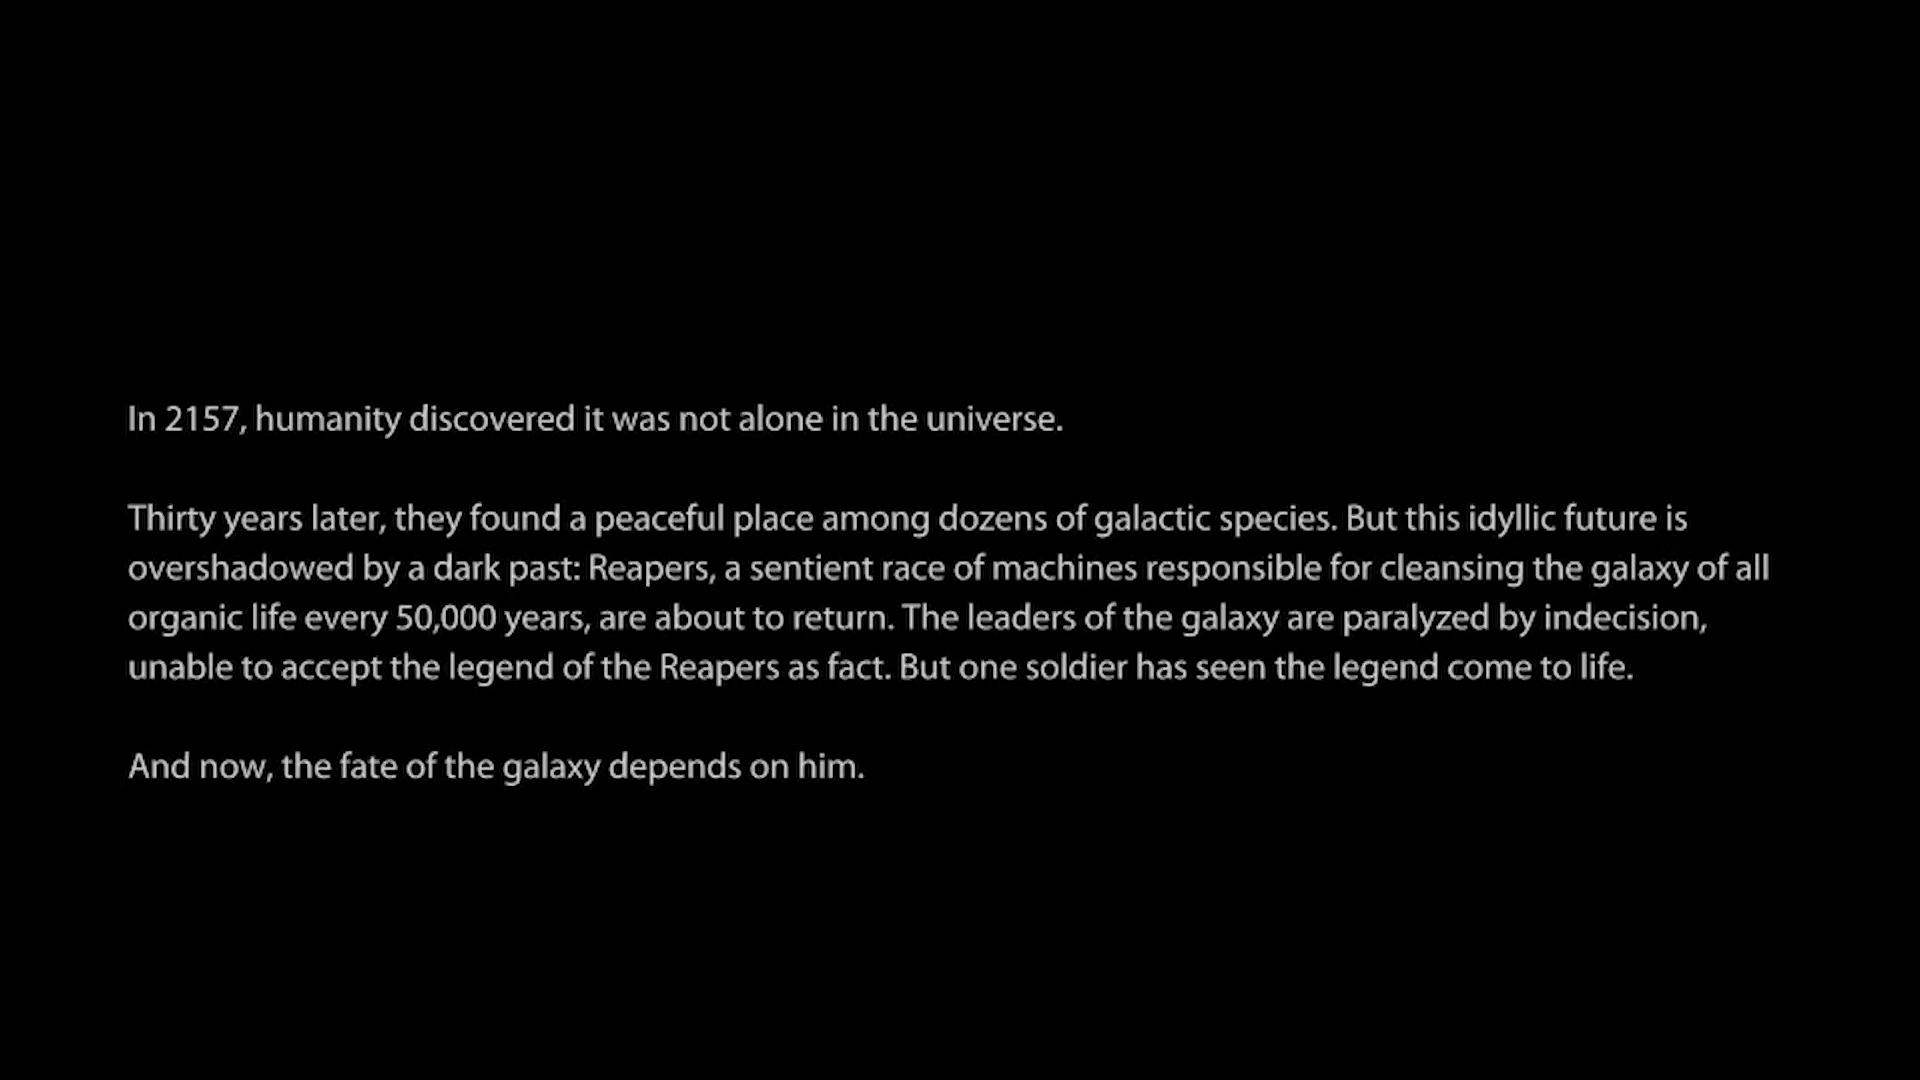 In 2157, humanity discovered it was not alone in the universe.
Thirty years later, they found a peaceful place among dozens of galactic species. But this idyllic future is
overshadowed by a dark past: Reapers, a sentient race of machines responsible for cleansing the galaxy of all
organic life every 50,000 years, are about to return. The leaders of the galaxy are paralyzed by indecision,
unable to accept the legend of the Reapers as fact. But one soldier has seen the legend come to life.
And now, the fate of the galaxy depends on him.